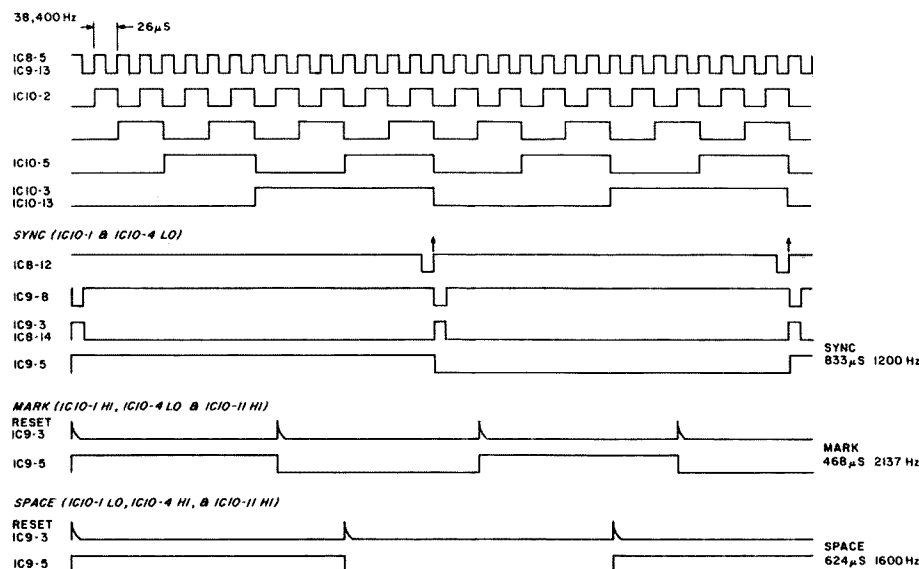 38,400 Hz
26µS
IC8-5
IC9-13
IC10-2
IC10-5
IC10-3
IC10-13
SYNC (IC10-1 & IC10-4 LO)
IC8-12
IC9-8
IC9-3
IC8-14
IC9-5
SYNC
833µS 1200 Hz
MARK (IC10-1 HI, IC10-4 LO & IC10-11 HI)
RESET
IC9-3
IC9-5
MARK
468µS 2137 Hz
SPACE (IC10-1 LO, IC10-4 HI, & IC10-11 HI)
RESET
IC9-3
IC9-5
SPACE
624µS 1600 Hz